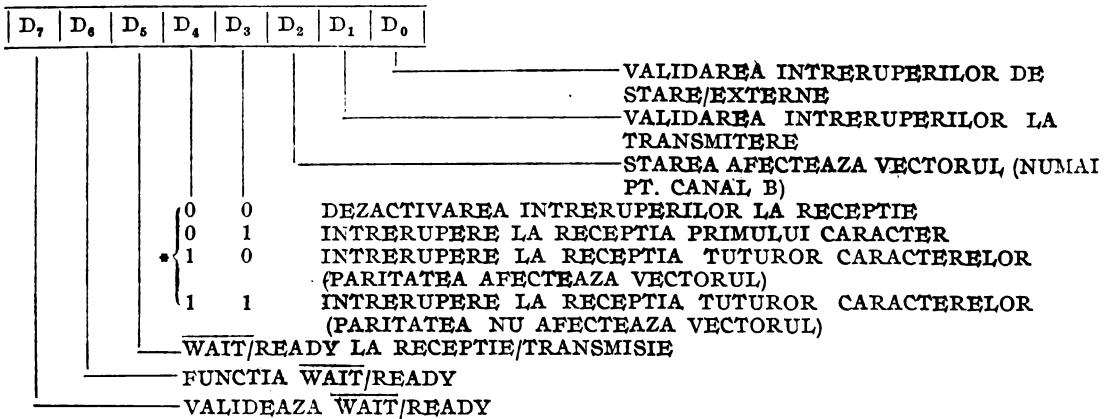 D₇ D₆ D₅ D₄ D₃ D₂ D₁ D₀
VALIDAREA INTRERUPERILOR DE
STARE/EXTERNE
VALIDAREA INTRERUPERILOR LA
TRANSMITERE
STAREA AFECTEAZA VECTORUL (NUMAI
PT. CANAL B)
0 0 DEZACTIVAREA INTRERUPERILOR LA RECEPTIE
0 1 INTRERUPERE LA RECEPTIA PRIMULUI CARACTER
* 1 0 INTRERUPERE LA RECEPTIA TUTUROR CARACTERELOR
(PARITATEA AFECTEAZA VECTORUL)
1 1 INTRERUPERE LA RECEPTIA TUTUROR CARACTERELOR
(PARITATEA NU AFECTEAZA VECTORUL)
WAIT/READY LA RECEPTIE/TRANSMISIE
FUNCTIA WAIT/READY
VALIDEAZA WAIT/READY